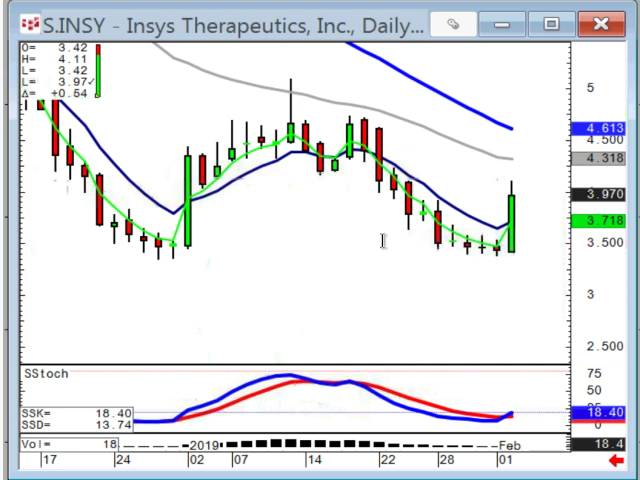 S.INSY - Insys Therapeutics, Inc., Daily...
O= 3.42
H= 4.11
L= 3.42
L= 3.97✓
Δ= +0.54
5
4.613
4.500
4.318
3.970
3.718
3.500
3
2.500
SStoch
75
50
18.40
0
SSK= 18.40
SSD= 13.74
Vol= 18
2019
Feb
18.4
17 24 02 07 14 22 28 01